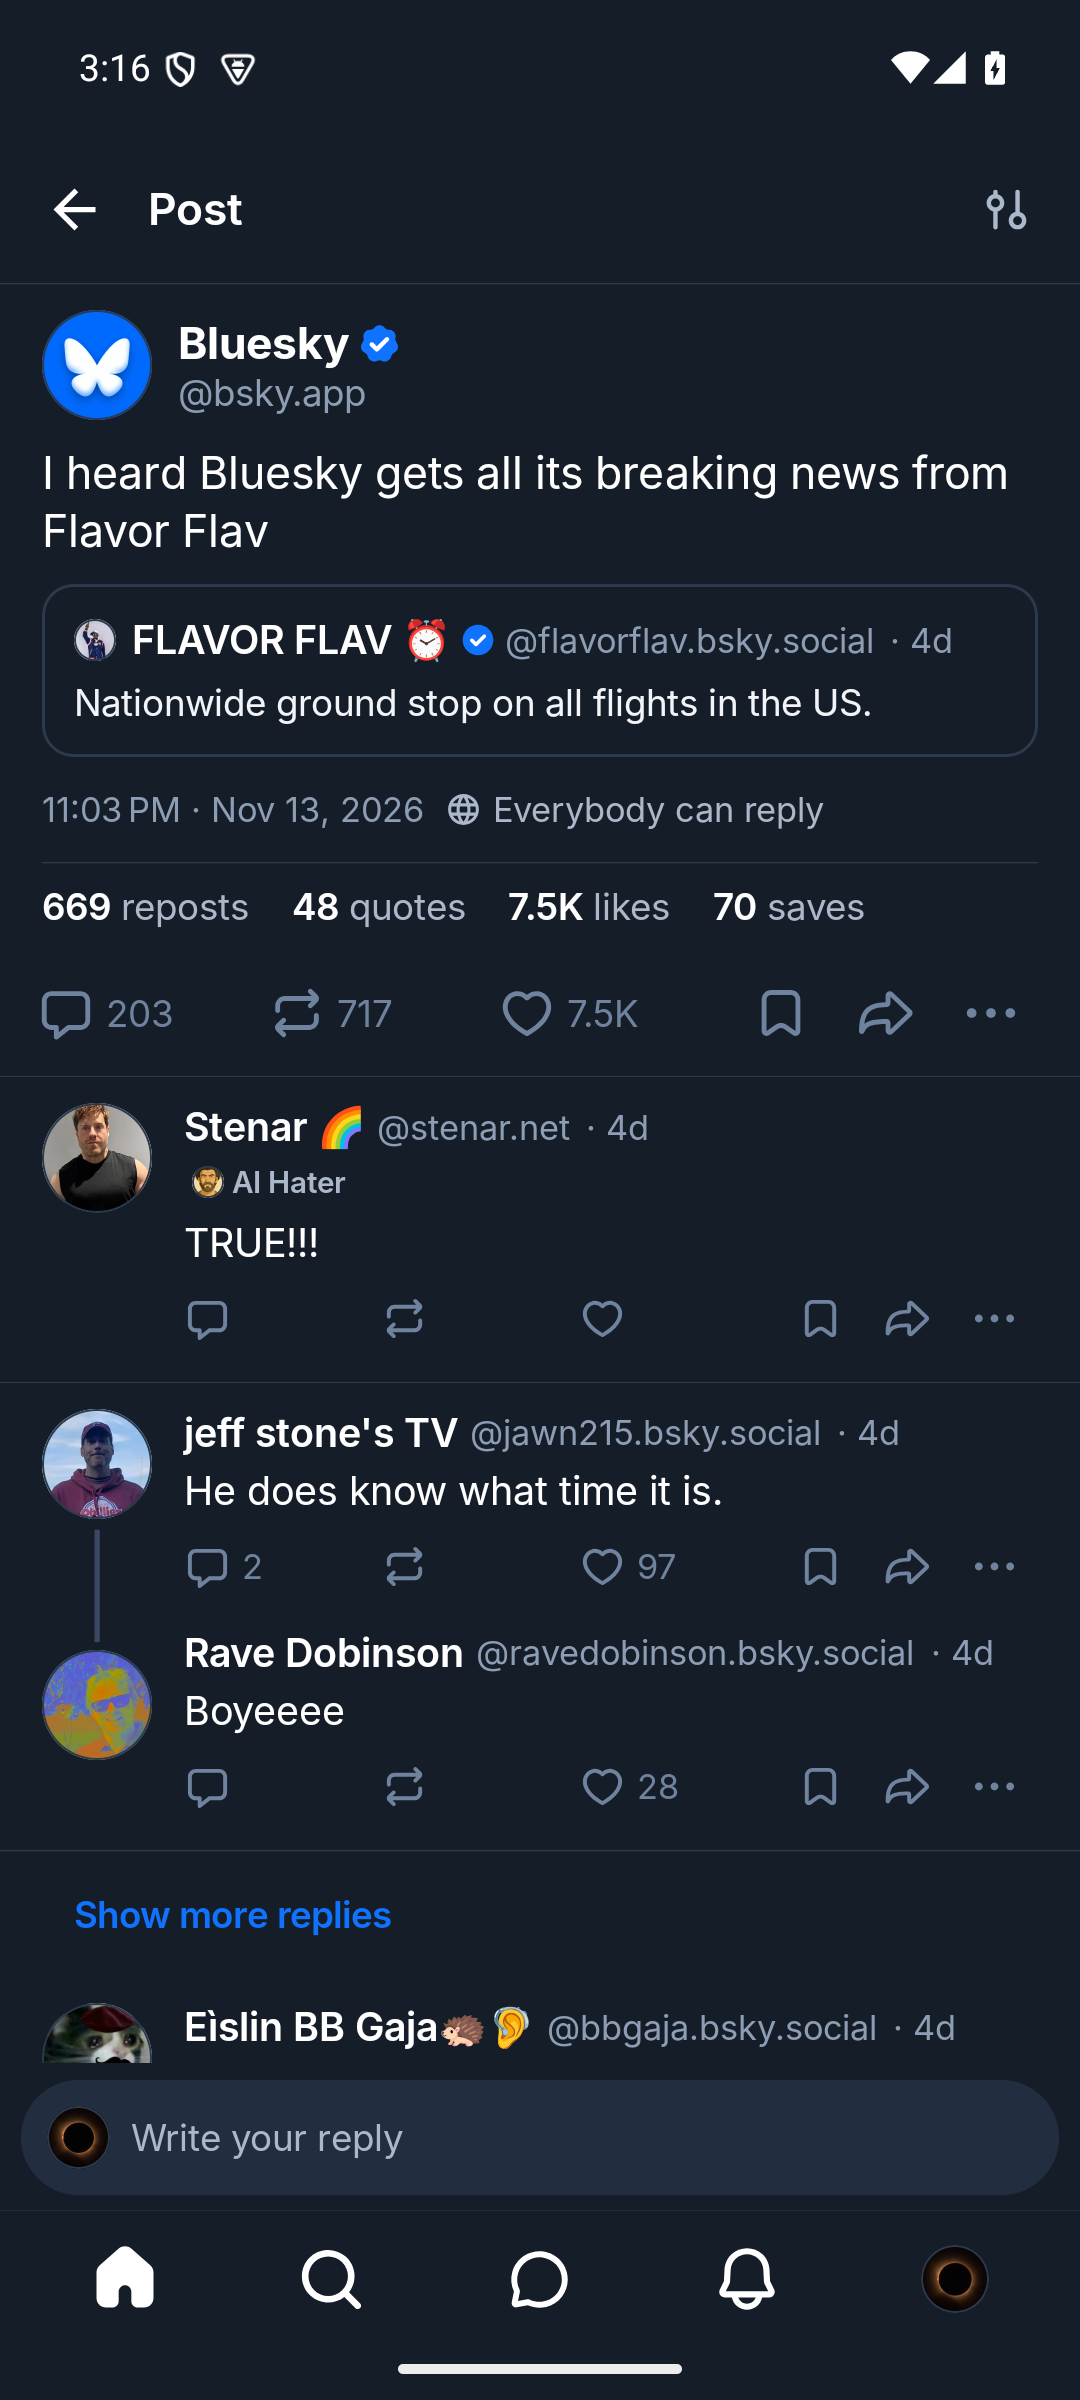 3:16
Post
Bluesky
@bsky.app
I heard Bluesky gets all its breaking news from
Flavor Flav
FLAVOR FLAV ⏰ @flavorflav.bsky.social · 4d
Nationwide ground stop on all flights in the US.
11:03 PM · Nov 13, 2026 Everybody can reply
669 reposts 48 quotes 7.5K likes 70 saves
203 717 7.5K
Stenar 🌈 @stenar.net · 4d
AI Hater
TRUE!!!
jeff stone's TV @jawn215.bsky.social · 4d
He does know what time it is.
2 97
Rave Dobinson @ravedobinson.bsky.social · 4d
Boyeeee
28
Show more replies
Eìslin BB Gaja🦔👂 @bbgaja.bsky.social · 4d
Write your reply